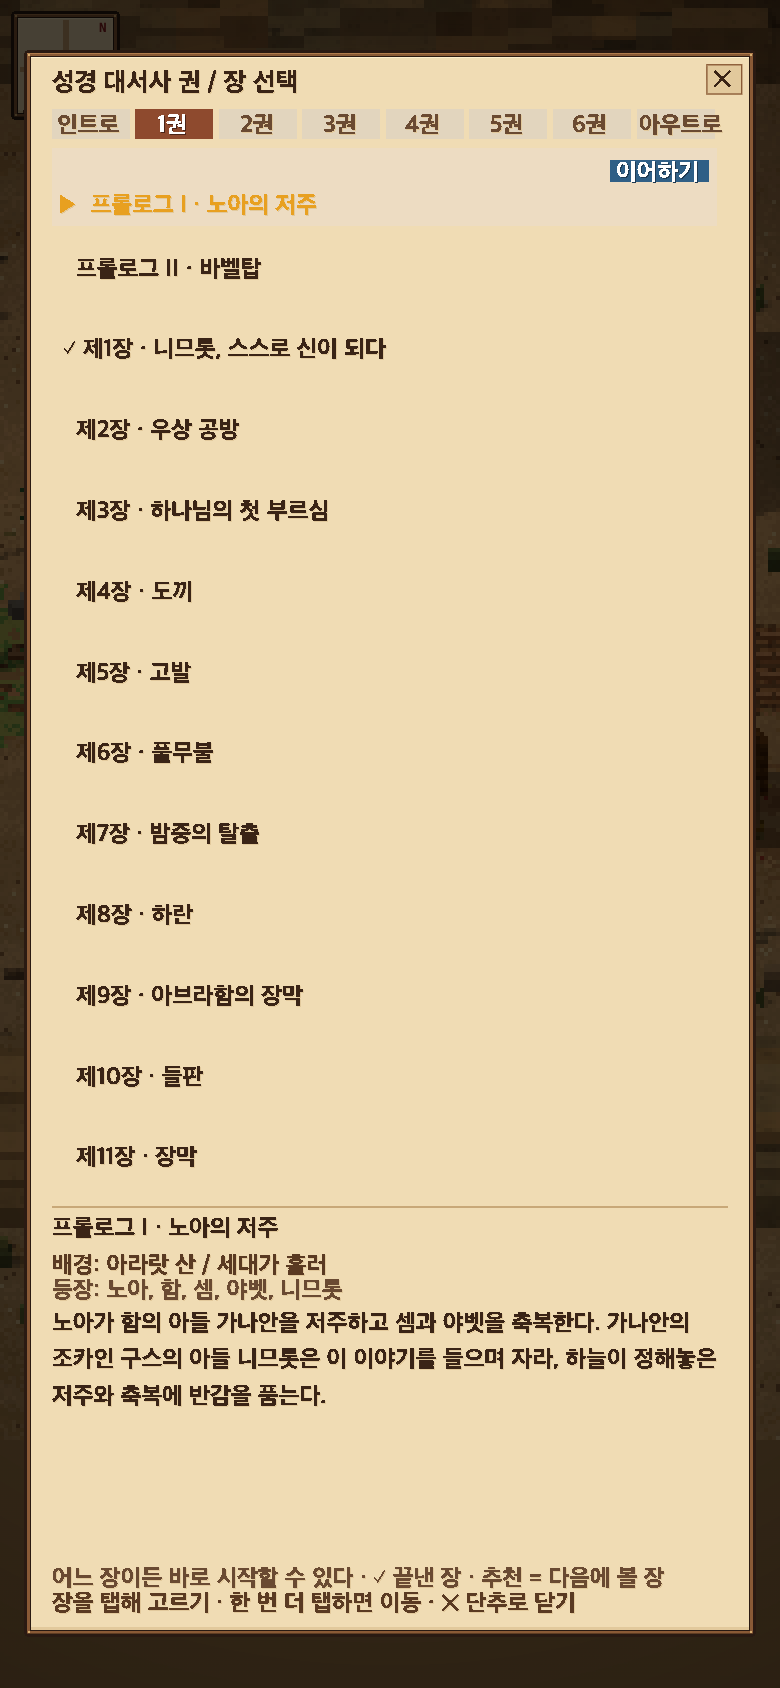 N
성경 대서사 권 / 장 선택
×
인트로 1권 2권 3권 4권 5권 6권 아우트로
이어하기
▶ 프롤로그 I · 노아의 저주
프롤로그 II · 바벨탑
✓ 제1장 · 니므롯, 스스로 신이 되다
제2장 · 우상 공방
제3장 · 하나님의 첫 부르심
제4장 · 도끼
제5장 · 고발
제6장 · 풀무불
제7장 · 밤중의 탈출
제8장 · 하란
제9장 · 아브라함의 장막
제10장 · 들판
제11장 · 장막
프롤로그 I · 노아의 저주
배경: 아라랏 산 / 세대가 흘러
등장: 노아, 함, 셈, 야벳, 니므롯
노아가 함의 아들 가나안을 저주하고 셈과 야벳을 축복한다. 가나안의
조카인 구스의 아들 니므롯은 이 이야기를 들으며 자라, 하늘이 정해놓은
저주와 축복에 반감을 품는다.
어느 장이든 바로 시작할 수 있다 · ✓ 끝낸 장 · 추천 = 다음에 볼 장
장을 탭해 고르기 · 한 번 더 탭하면 이동 · × 단추로 닫기